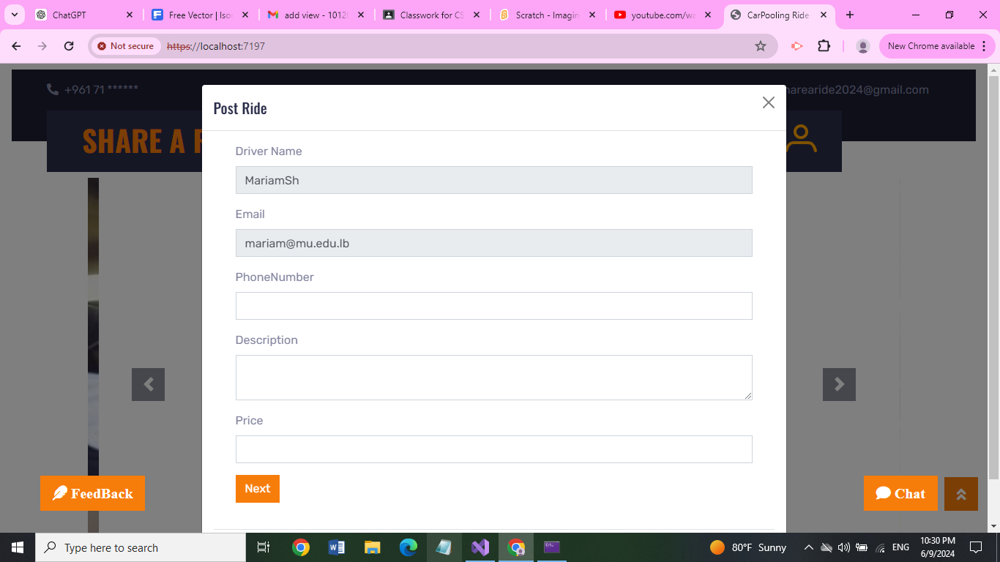 ChatGPT
Free Vector | Iso
add view - 1012
Classwork for CS
Scratch - Imagin
youtube.com/wa
CarPooling Ride
Not secure
https://localhost:7197
New Chrome available
+961 71 ******
harearide2024@gmail.com
SHARE A R
Post Ride
Driver Name
MariamSh
Email
mariam@mu.edu.lb
PhoneNumber
Description
Price
Next
FeedBack
Chat
Type here to search
80°F Sunny
ENG
10:30 PM
6/9/2024